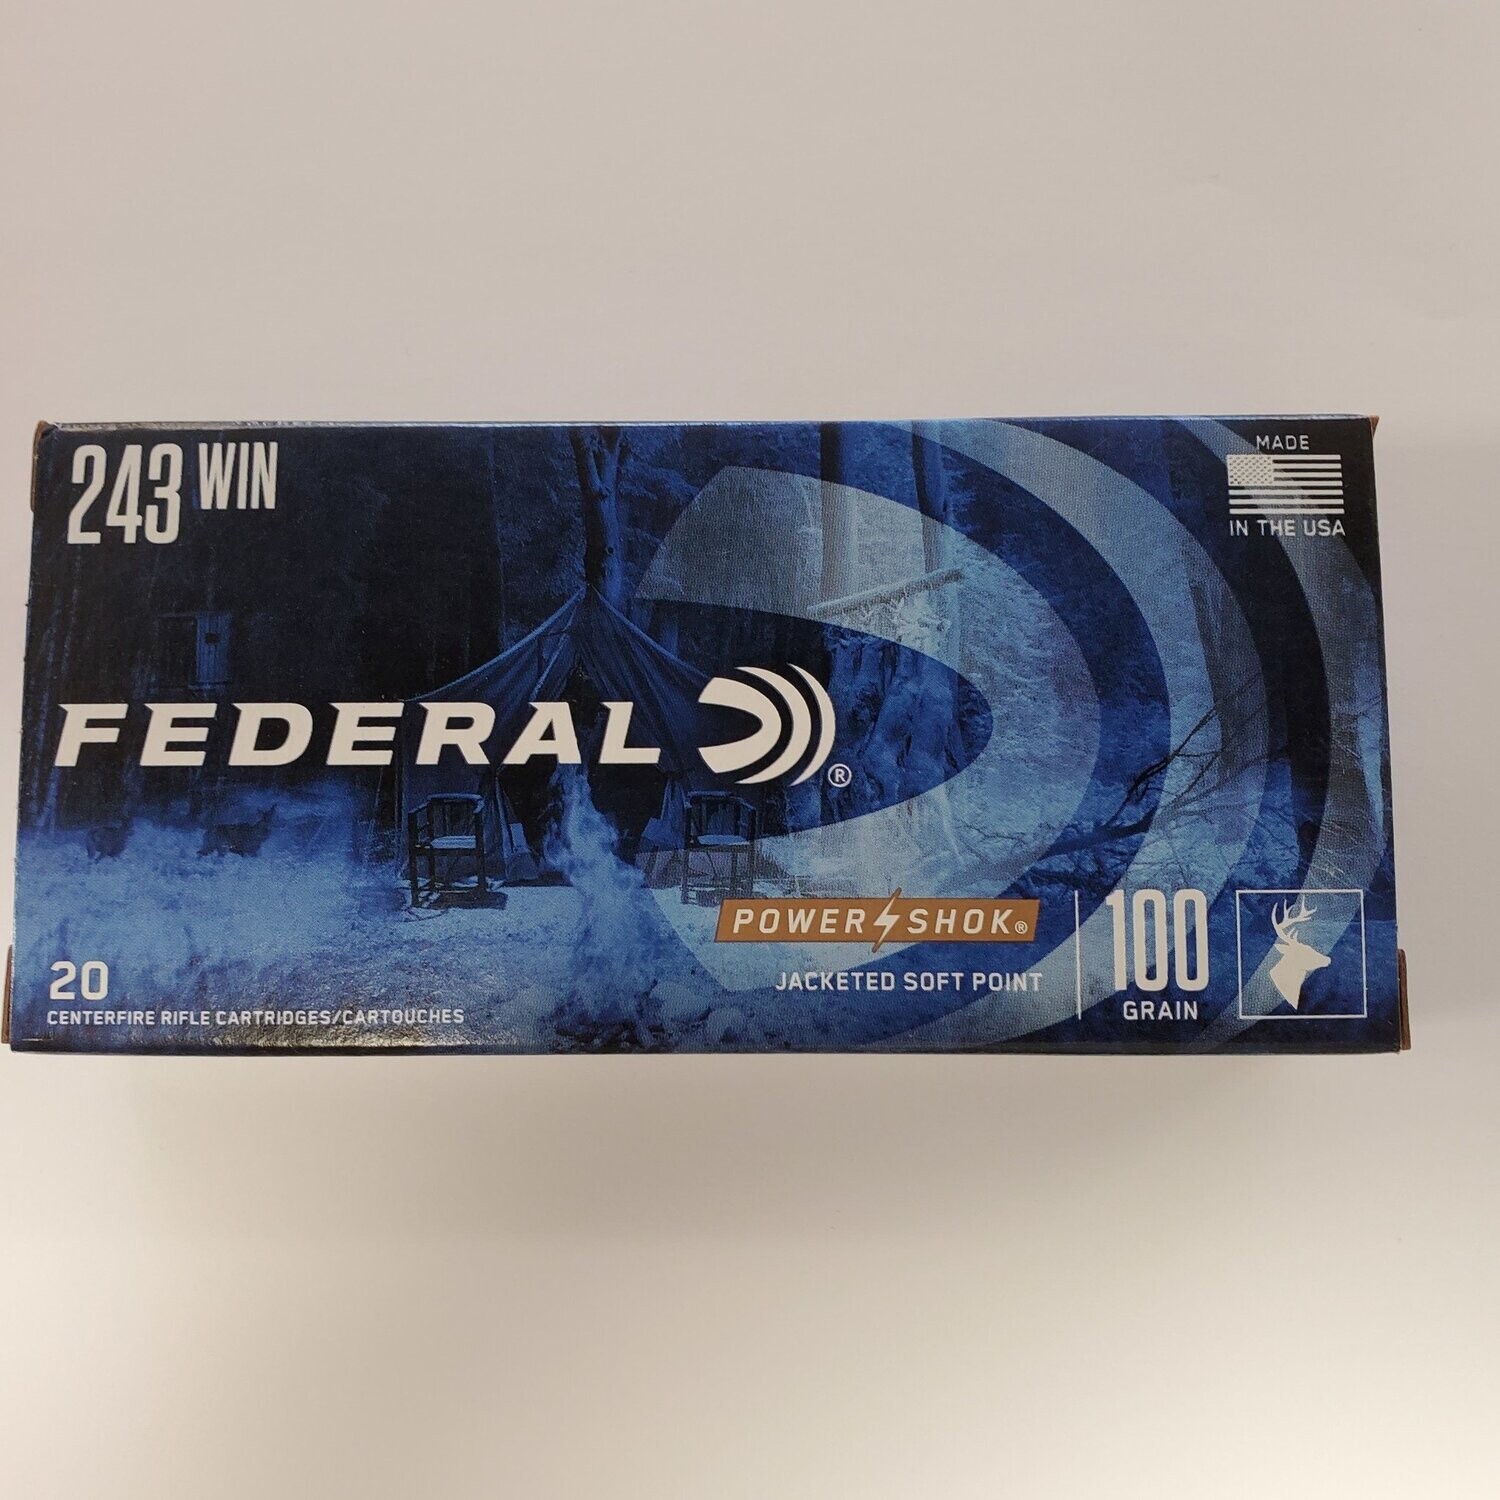 243 WIN
MADE
IN THE USA
FEDERAL ®
POWER SHOK®
JACKETED SOFT POINT
100
GRAIN
20
CENTERFIRE RIFLE CARTRIDGES/CARTOUCHES